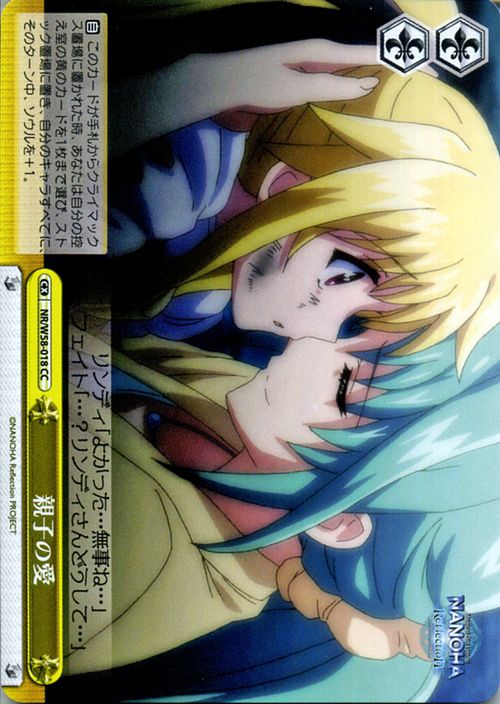 このカードが手札からクライマック
ス置場に置かれた時、あなたは自分の控
え室の黄のカードを1枚まで選び、スト
ック置場に置き、自分のキャラすべてに、
そのターン中、ソウルを+1。
リンディ「よかった…無事ね…」
フェイト「…？リンディさんどうして…」
CX
NR/W58-018 CC
親子の愛
©NANOHA Reflection PROJECT
NANOHA
Reflection